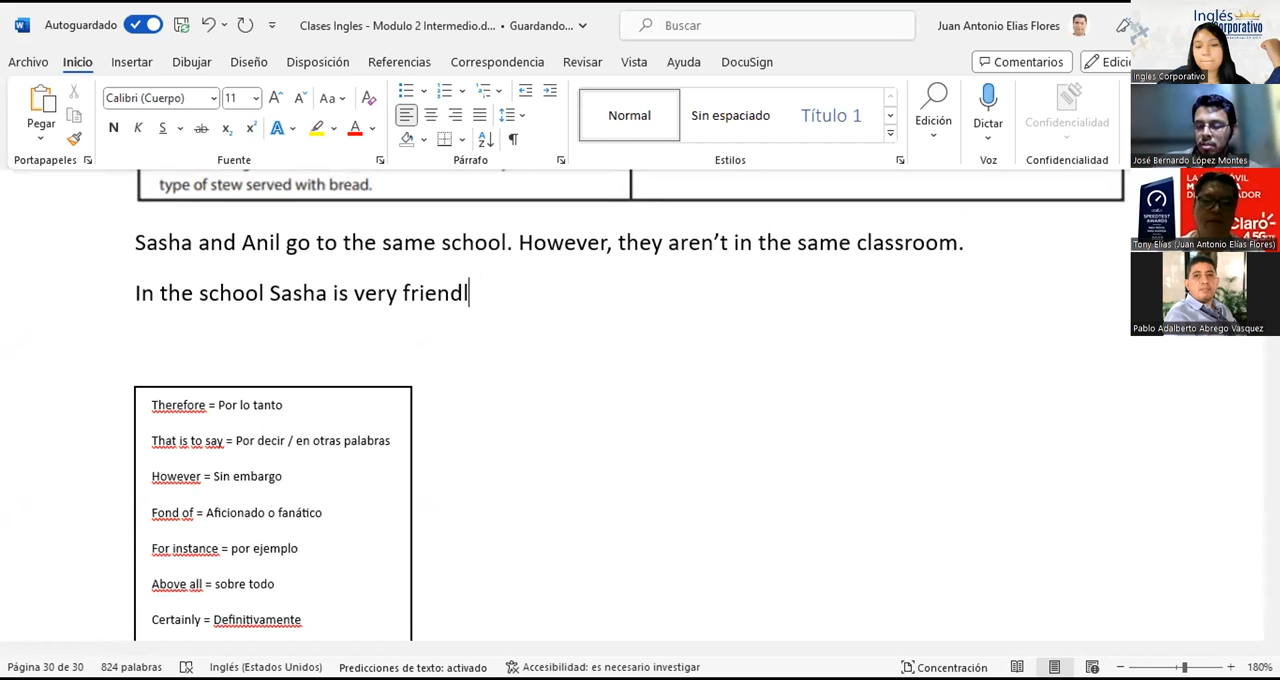 Autoguardado
Clases Ingles - Modulo 2 Intermedio.d... • Guardando...
Buscar
Juan Antonio Elias Flores
Archivo Inicio Insertar Dibujar Diseño Disposición Referencias Correspondencia Revisar Vista Ayuda DocuSign
Comentarios
Edici
Pegar
Calibri (Cuerpo) 11
Normal
Sin espaciado
Título 1
Edición
Dictar
Confidencialidad
Portapapeles Fuente Párrafo Estilos Voz Confidencialidad
type of stew served with bread.
Sasha and Anil go to the same school. However, they aren’t in the same classroom.
In the school Sasha is very friendl
Therefore = Por lo tanto
That is to say = Por decir / en otras palabras
However = Sin embargo
Fond of = Aficionado o fanático
For instance = por ejemplo
Above all = sobre todo
Certainly = Definitivamente
Página 30 de 30 824 palabras Inglés (Estados Unidos) Predicciones de texto: activado Accesibilidad: es necesario investigar Concentración 180%
Inglés
Corporativo
Ingles Corporativo
José Bernardo López Montes
Claro
4.5G
Tony Elías (Juan Antonio Elías Flores)
Pablo Adalberto Abrego Vasquez